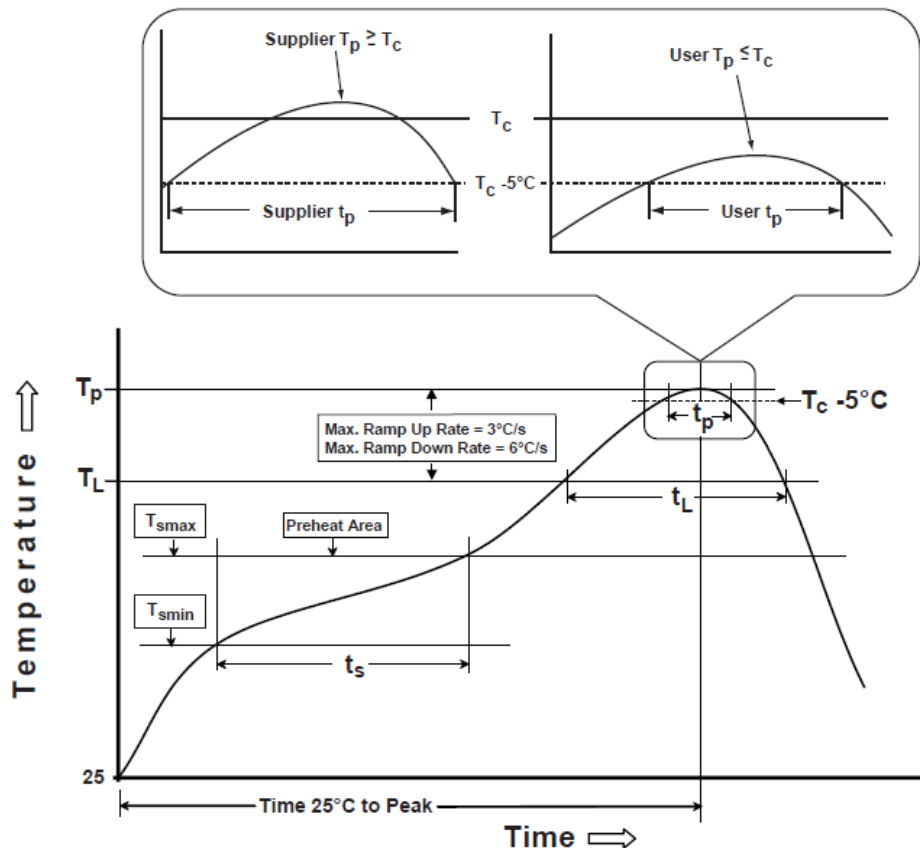 Supplier Tp ≥ Tc
User Tp ≤ Tc
Tc
Tc -5°C
Supplier tp
User tp
Tp
Tc -5°C
tp
Max. Ramp Up Rate = 3°C/s
Max. Ramp Down Rate = 6°C/s
TL
tL
Tsmax
Preheat Area
Tsmin
ts
Temperature
25
Time 25°C to Peak
Time